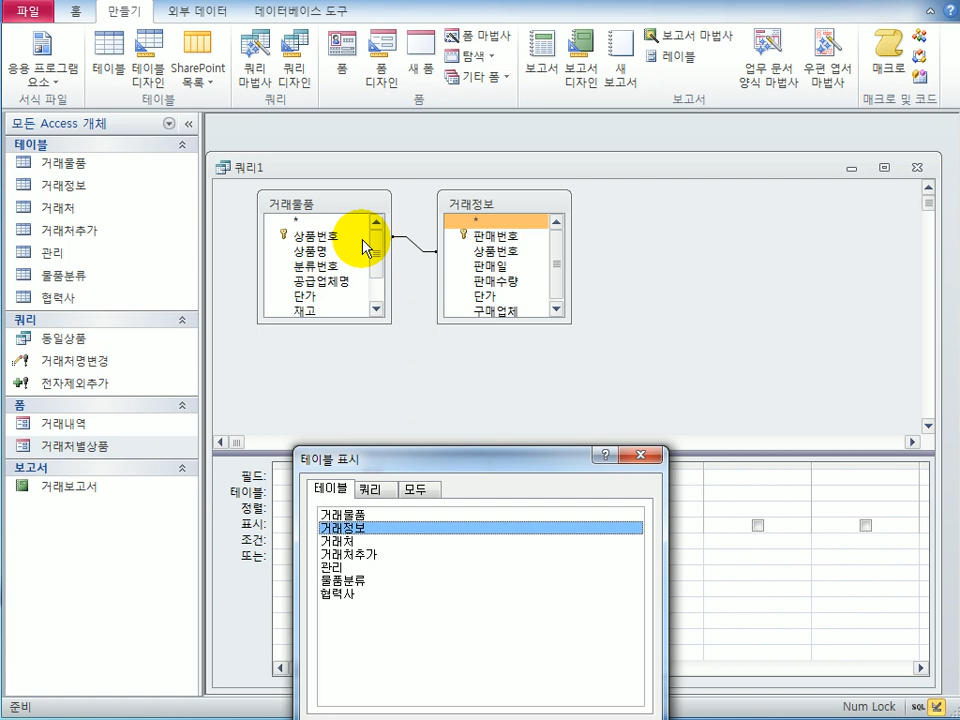 파일 홈 만들기 외부 데이터 데이터베이스 도구
응용 프로그램 요소
테이블
테이블 디자인
SharePoint 목록
쿼리 마법사
쿼리 디자인
폼
폼 디자인
새 폼
폼 마법사
탐색
기타 폼
보고서
보고서 디자인
새 보고서
보고서 마법사
레이블
업무 문서 양식 마법사
우편 엽서 마법사
매크로
서식 파일 테이블 쿼리 폼 보고서 매크로 및 코드
모든 Access 개체
테이블
거래물품
거래정보
거래처
거래처추가
관리
물품분류
협력사
쿼리
동일상품
거래처명변경
전자제외추가
폼
거래내역
거래처별상품
보고서
거래보고서
쿼리1
거래물품
*
상품번호
상품명
분류번호
공급업체명
단가
재고
거래정보
*
판매번호
상품번호
판매일
판매수량
단가
구매업체
필드:
테이블:
정렬:
표시:
조건:
또는:
테이블 표시
테이블 쿼리 모두
거래물품
거래정보
거래처
거래처추가
관리
물품분류
협력사
준비
Num Lock
SQL